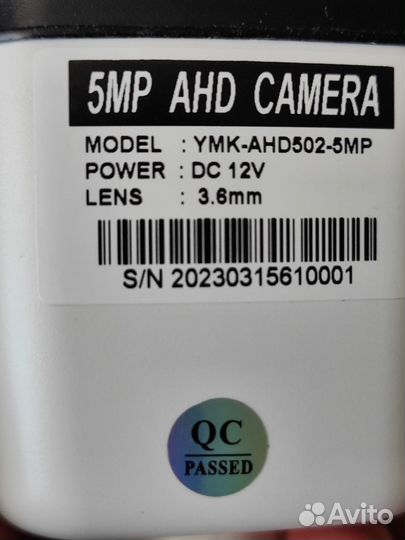 5MP AHD CAMERA
MODEL : YMK-AHD502-5MP
POWER : DC 12V
LENS : 3.6mm
S/N 20230315610001
QC
PASSED
Avito